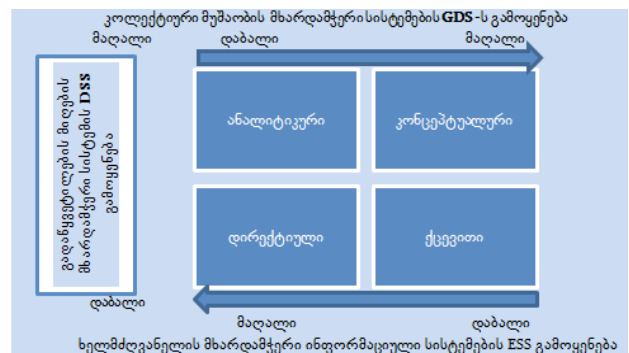 კოლექტიური მუშაობის მხარდამჭერი სისტემების GDS -ს გამოყენება
მაღალი დაბალი მაღალი
გადაწყვეტილების მიღების
მხარდამჭერი სისტემის DSS
გამოყენება
ანალიტიკური კონცეპტუალური
დირექტიული ქცევითი
დაბალი
მაღალი დაბალი
ხელმძღვანელის მხარდამჭერი ინფორმაციული სისტემების ESS გამოყენება